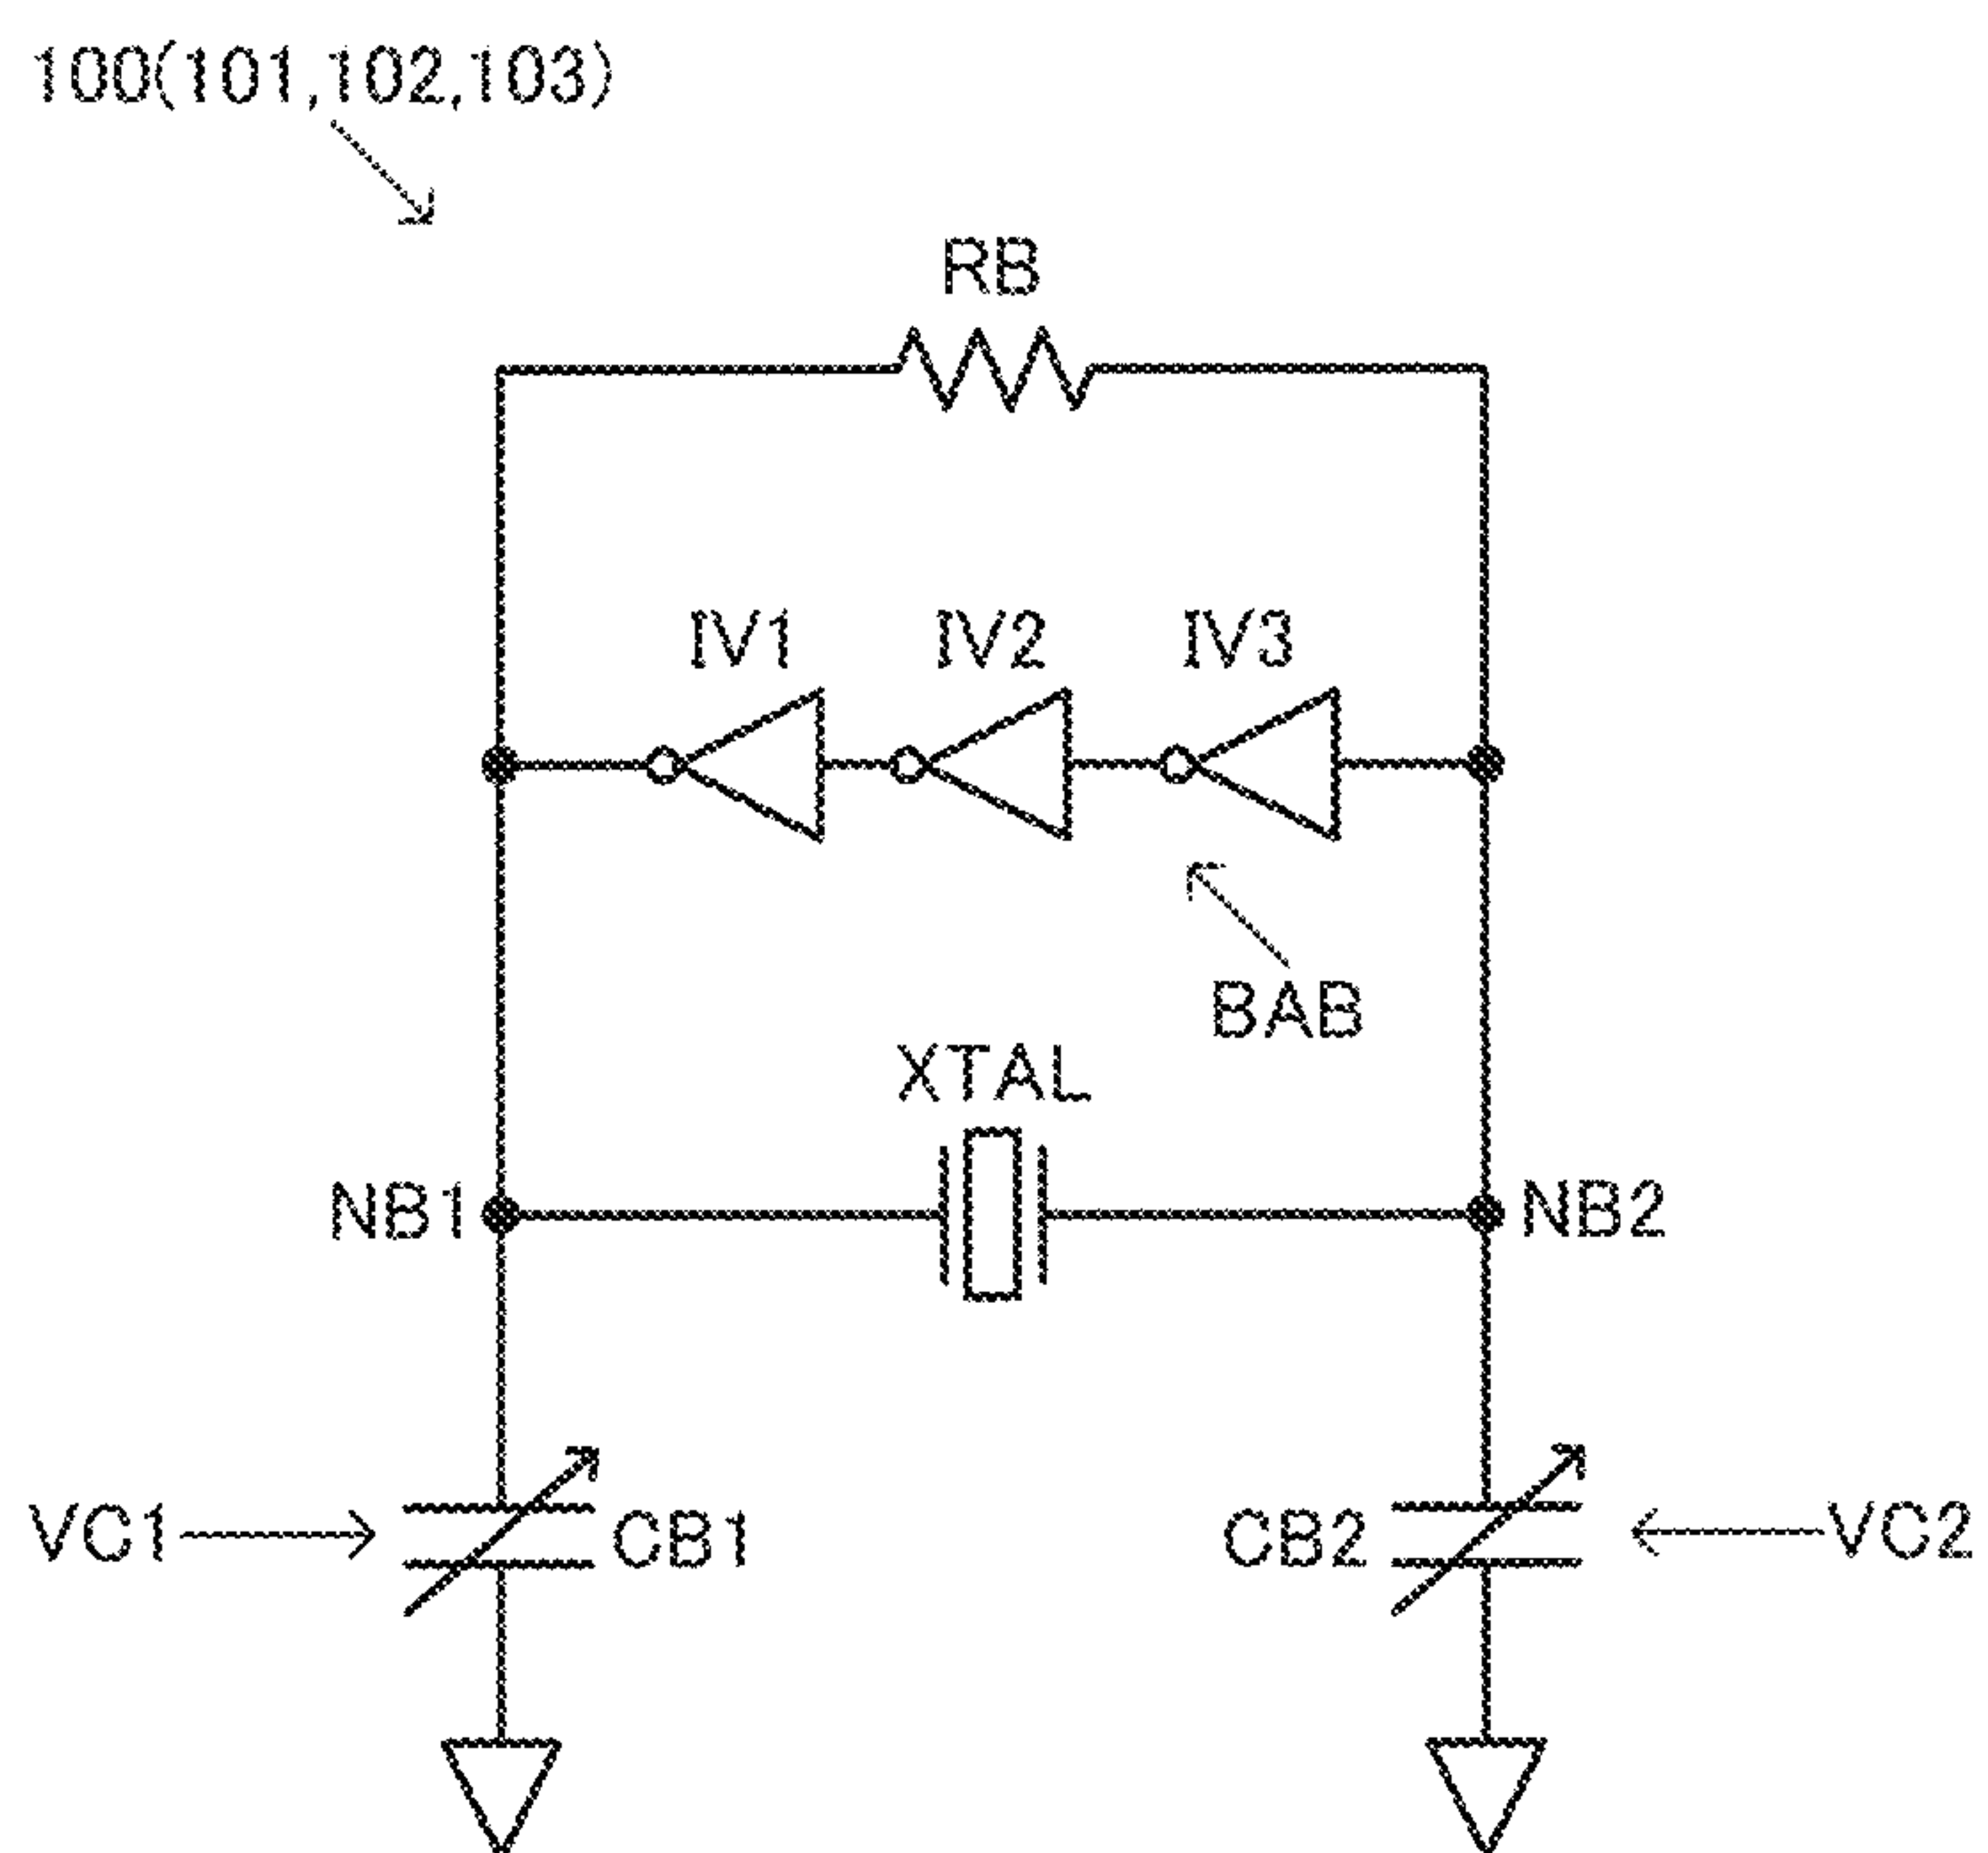 100(101,102,103)
RB
IV1 IV2 IV3
BAB
XTAL
NB1 NB2
VC1 CB1 CB2 VC2